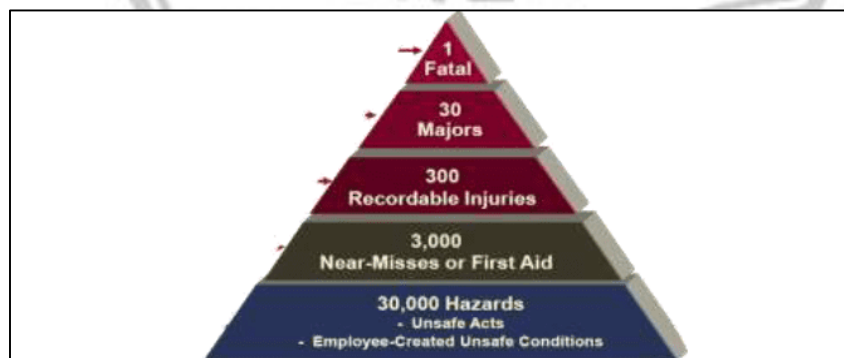 1
Fatal
30
Majors
300
Recordable Injuries
3,000
Near-Misses or First Aid
30,000 Hazards
- Unsafe Acts
- Employee-Created Unsafe Conditions